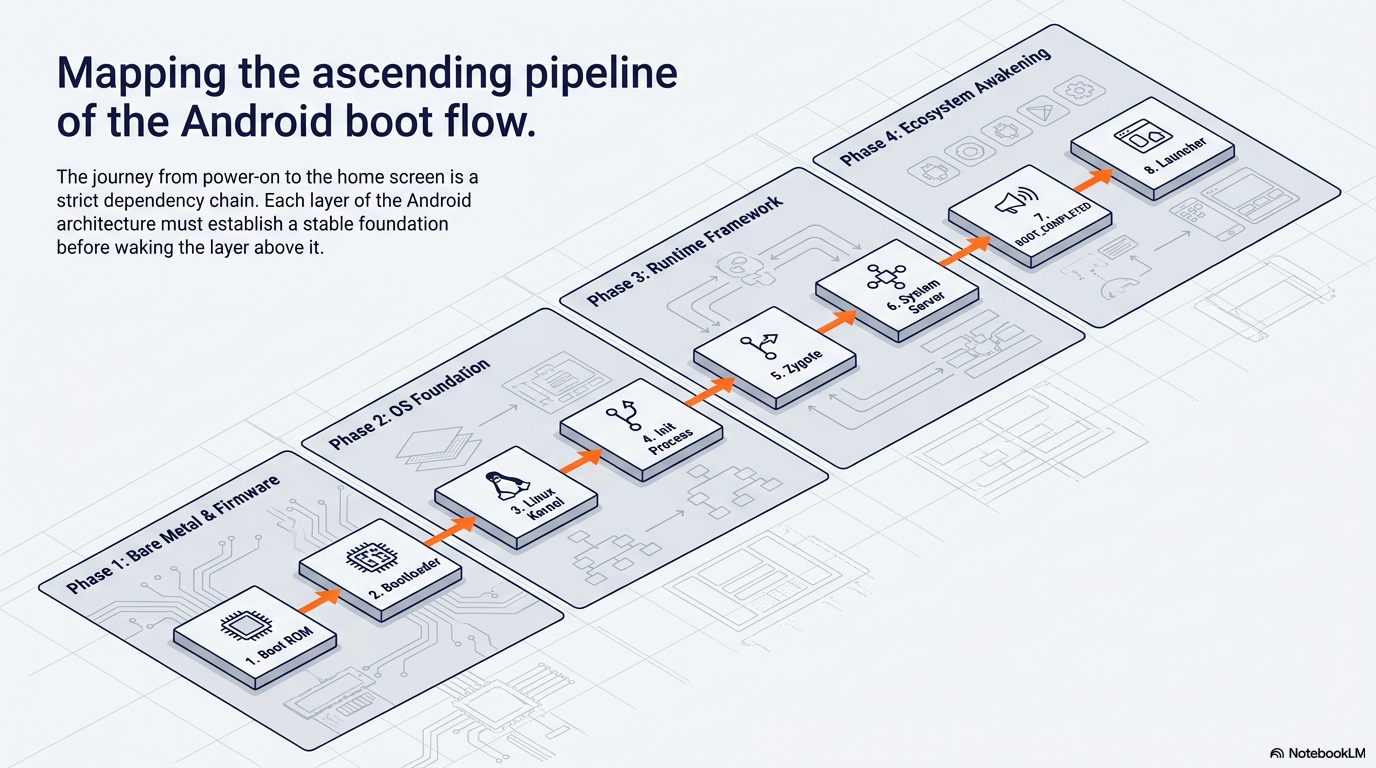 Mapping the ascending pipeline
of the Android boot flow.
The journey from power-on to the home screen is a
strict dependency chain. Each layer of the Android
architecture must establish a stable foundation
before waking the layer above it.
Phase 1: Bare Metal & Firmware
1. Boot ROM
2. Bootloader
Phase 2: OS Foundation
3. Linux
Kernel
4. Init
Process
Phase 3: Runtime Framework
5. Zygote
6. System
Server
Phase 4: Ecosystem Awakening
7.
BOOT_COMPLETED
8. Launcher
NotebookLM